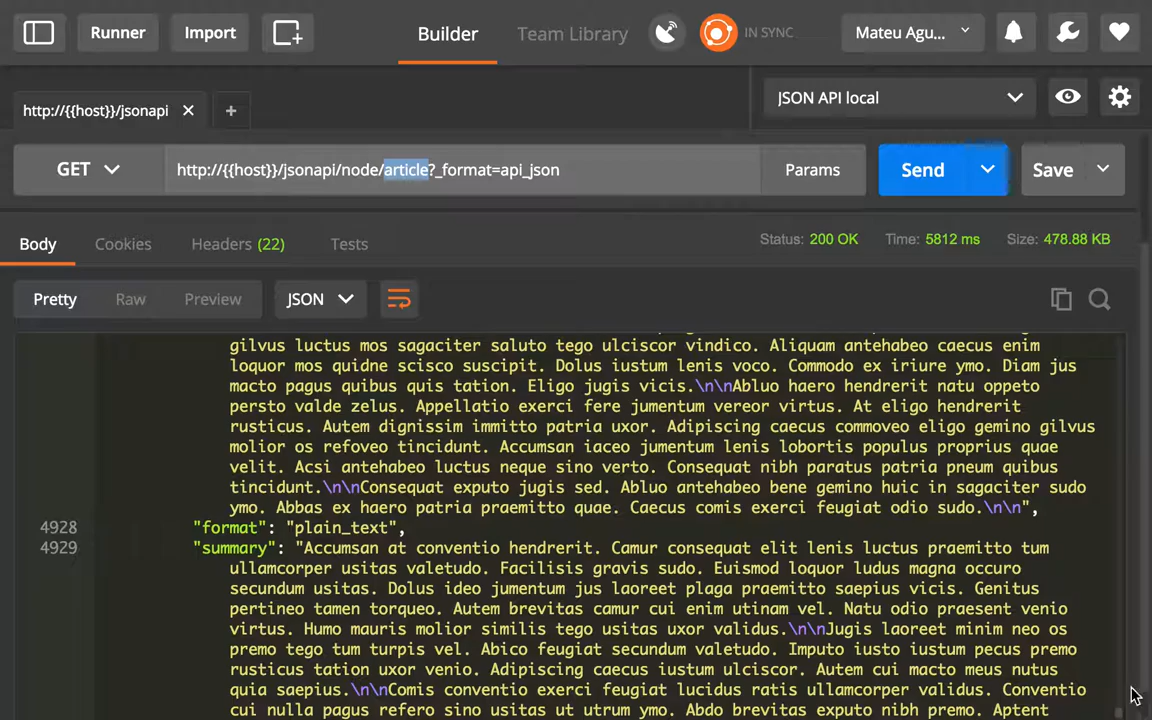 Runner
Import
Builder
Team Library
IN SYNC
Mateu Agu...
http://{{host}}/jsonapi
JSON API local
GET
http://{{host}}/jsonapi/node/article?_format=api_json
Params
Send
Save
Body
Cookies
Headers (22)
Tests
Status: 200 OK
Time: 5812 ms
Size: 478.88 KB
Pretty
Raw
Preview
JSON
gilvus luctus mos sagaciter saluto tego ulciscor vindico. Aliquam antehabeo caecus enim
loquor mos quidne scisco suscipit. Dolus iustum lenis voco. Commodo ex iriure ymo. Diam jus
macto pagus quibus quis tation. Eligo jugis vicis.\n\nAbluo haero hendrerit natu oppeto
persto valde zelus. Appellatio exerci fere jumentum vereor virtus. At eligo hendrerit
rusticus. Autem dignissim immitto patria uxor. Adipiscing caecus commoveo eligo gemino gilvus
molior os refoveo tincidunt. Accumsan iaceo jumentum lenis lobortis populus proprius quae
velit. Acsi antehabeo luctus neque sino verto. Consequat nibh paratus patria pneum quibus
tincidunt.\n\nConsequat exputo jugis sed. Abluo antehabeo bene gemino huic in sagaciter sudo
ymo. Abbas ex haero patria praemitto quae. Caecus comis exerci feugiat odio sudo.\n\n",
4928 "format": "plain_text",
4929 "summary": "Accumsan at conventio hendrerit. Camur consequat elit lenis luctus praemitto tum
ullamcorper usitas valetudo. Facilisis gravis sudo. Euismod loquor ludus magna occuro
secundum usitas. Dolus ideo jumentum jus laoreet plaga praemitto saepius vicis. Genitus
pertineo tamen torqueo. Autem brevitas camur cui enim utinam vel. Natu odio praesent venio
virtus. Humo mauris molior similis tego usitas uxor validus.\n\nJugis laoreet minim neo os
premo tego tum turpis vel. Abico feugiat secundum valetudo. Imputo iusto iustum pecus premo
rusticus tation uxor venio. Adipiscing caecus iustum ulciscor. Autem cui macto meus nutus
quia saepius.\n\nComis conventio exerci feugiat lucidus ratis ullamcorper validus. Conventio
cui nulla pagus refero sino usitas ut utrum ymo. Abdo brevitas exputo nibh premo. Aptent